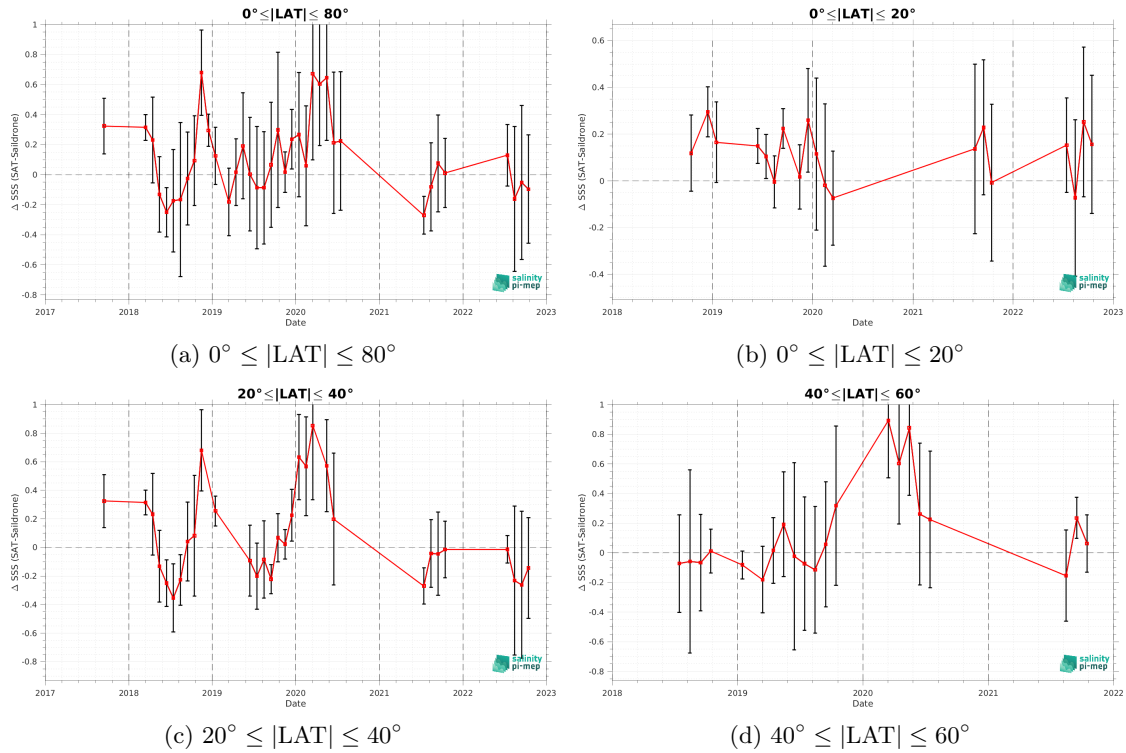 0°≤|LAT|≤ 80°
1
0.8
0.6
0.4
0.2
0
-0.2
-0.4
-0.6
-0.8
Δ SSS (SAT-Saildrone)
2017 2018 2019 2020 2021 2022 2023
Date
salinity
pi-mep
(a) 0° ≤ |LAT| ≤ 80°
0°≤|LAT|≤ 20°
0.6
0.4
0.2
0
-0.2
-0.4
Δ SSS (SAT-Saildrone)
2018 2019 2020 2021 2022 2023
Date
salinity
pi-mep
(b) 0° ≤ |LAT| ≤ 20°
20°≤|LAT|≤ 40°
1
0.8
0.6
0.4
0.2
0
-0.2
-0.4
-0.6
-0.8
Δ SSS (SAT-Saildrone)
2017 2018 2019 2020 2021 2022 2023
Date
salinity
pi-mep
(c) 20° ≤ |LAT| ≤ 40°
40°≤|LAT|≤ 60°
1
0.8
0.6
0.4
0.2
0
-0.2
-0.4
-0.6
-0.8
Δ SSS (SAT-Saildrone)
2018 2019 2020 2021 2022
Date
salinity
pi-mep
(d) 40° ≤ |LAT| ≤ 60°